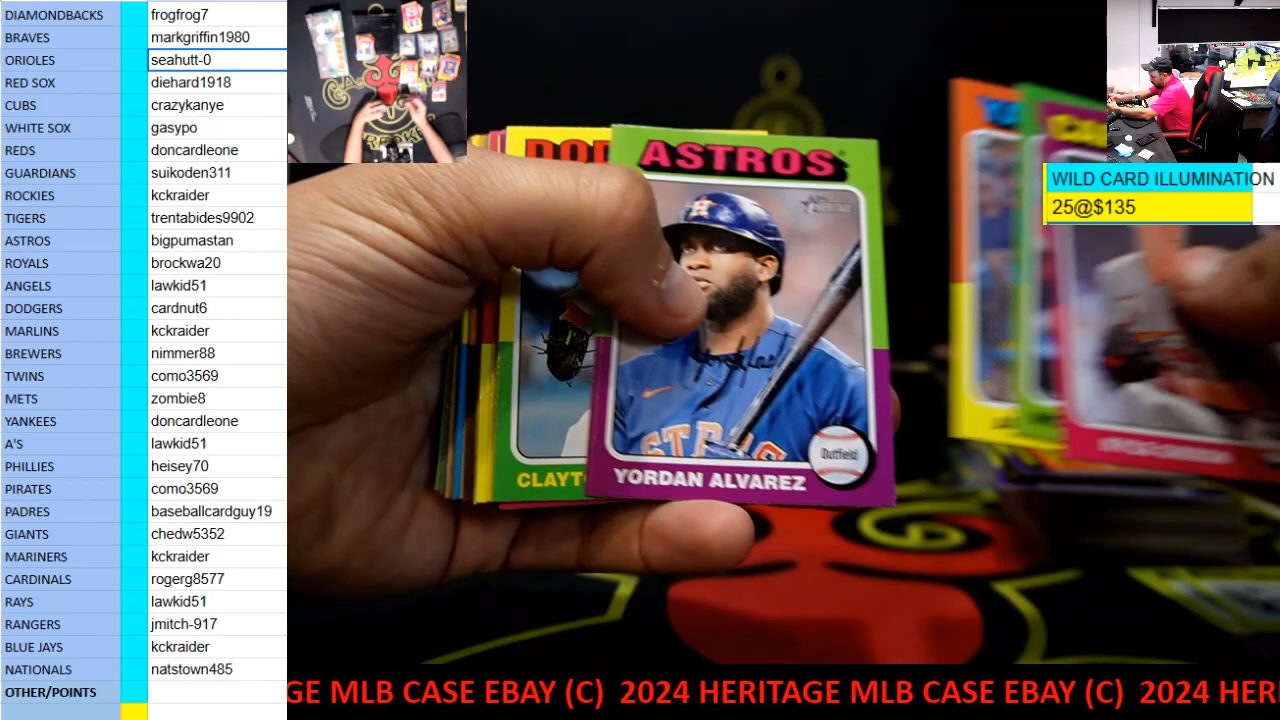 DIAMONDBACKS frogfrog7
BRAVES markgriffin1980
ORIOLES seahutt-0
RED SOX diehard1918
CUBS crazykanye
WHITE SOX gasypo
REDS doncardleone
GUARDIANS suikoden311
ROCKIES kckraider
TIGERS trentabides9902
ASTROS bigpumastan
ROYALS brockwa20
ANGELS lawkid51
DODGERS cardnut6
MARLINS kckraider
BREWERS nimmer88
TWINS como3569
METS zombie8
YANKEES doncardleone
A'S lawkid51
PHILLIES heisey70
PIRATES como3569
PADRES baseballcardguy19
GIANTS chedw5352
MARINERS kckraider
CARDINALS rogerg8577
RAYS lawkid51
RANGERS jmitch-917
BLUE JAYS kckraider
NATIONALS natstown485
OTHER/POINTS
WILD CARD ILLUMINATION
25@$135
DOD
ASTROS
Outfield
CLAYT
YORDAN ALVAREZ
GE MLB CASE EBAY (C) 2024 HERITAGE MLB CASE EBAY (C) 2024 HER